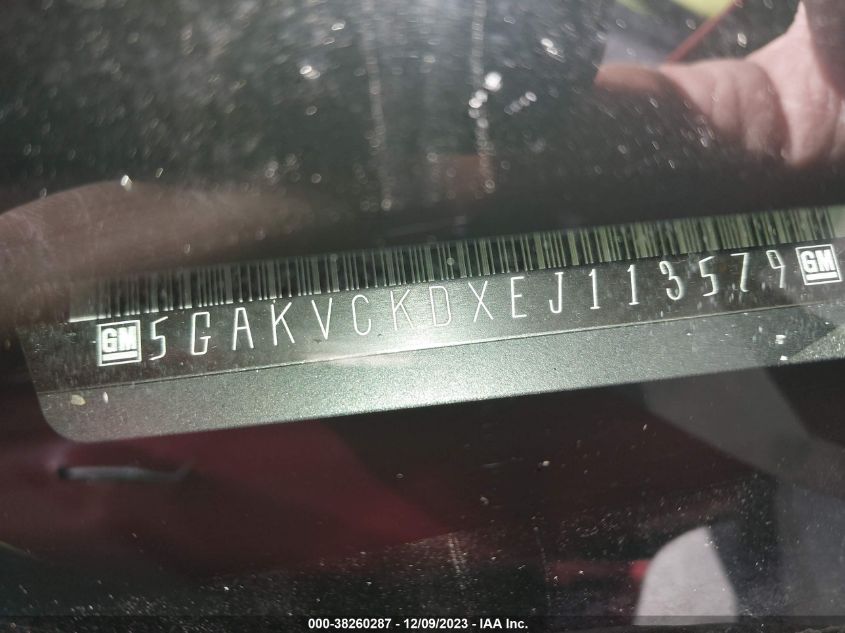 GM 5GAKVCKDXEJ113579 GM
000-38260287 - 12/09/2023 - IAA Inc.